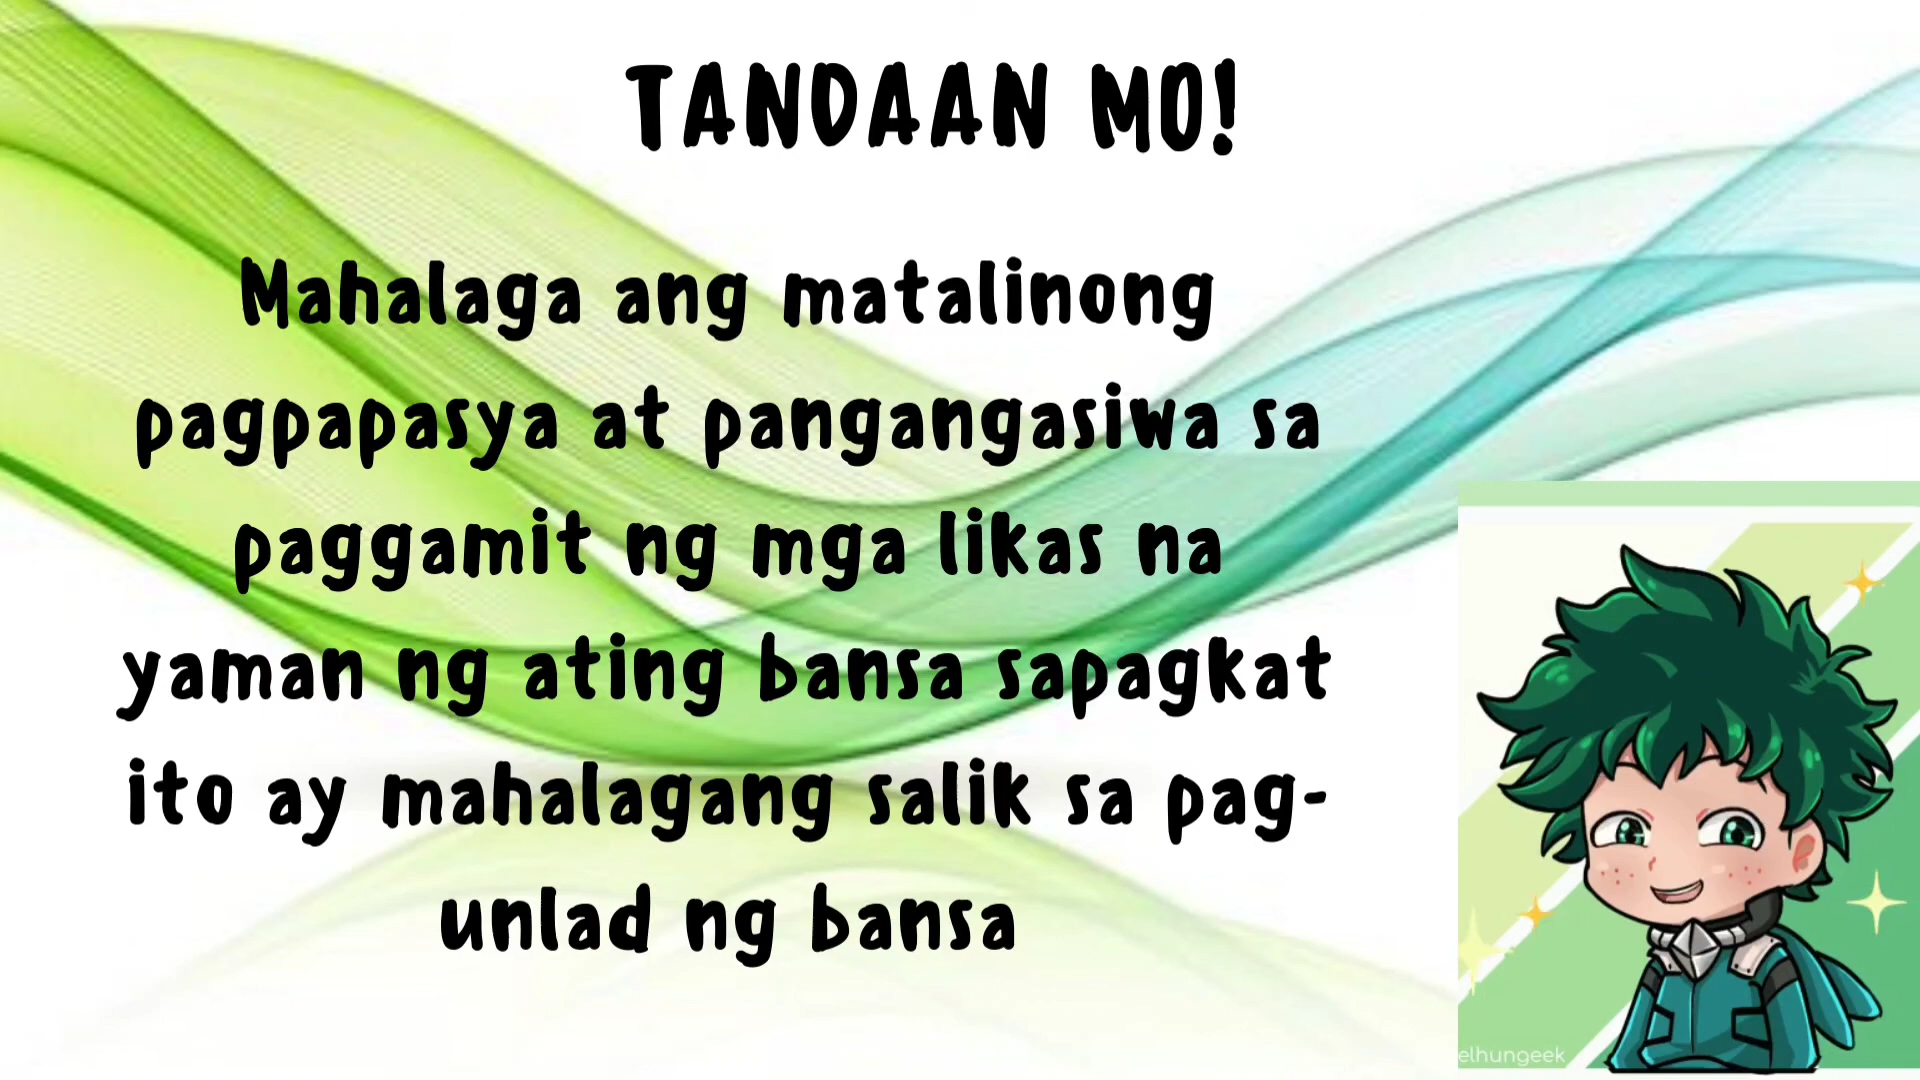 TANDAAN MO!
Mahalaga ang matalinong
pagpapasya at pangangasiwa sa
paggamit ng mga likas na
yaman ng ating bansa sapagkat
ito ay mahalagang salik sa pag-
unlad ng bansa
elhungeek